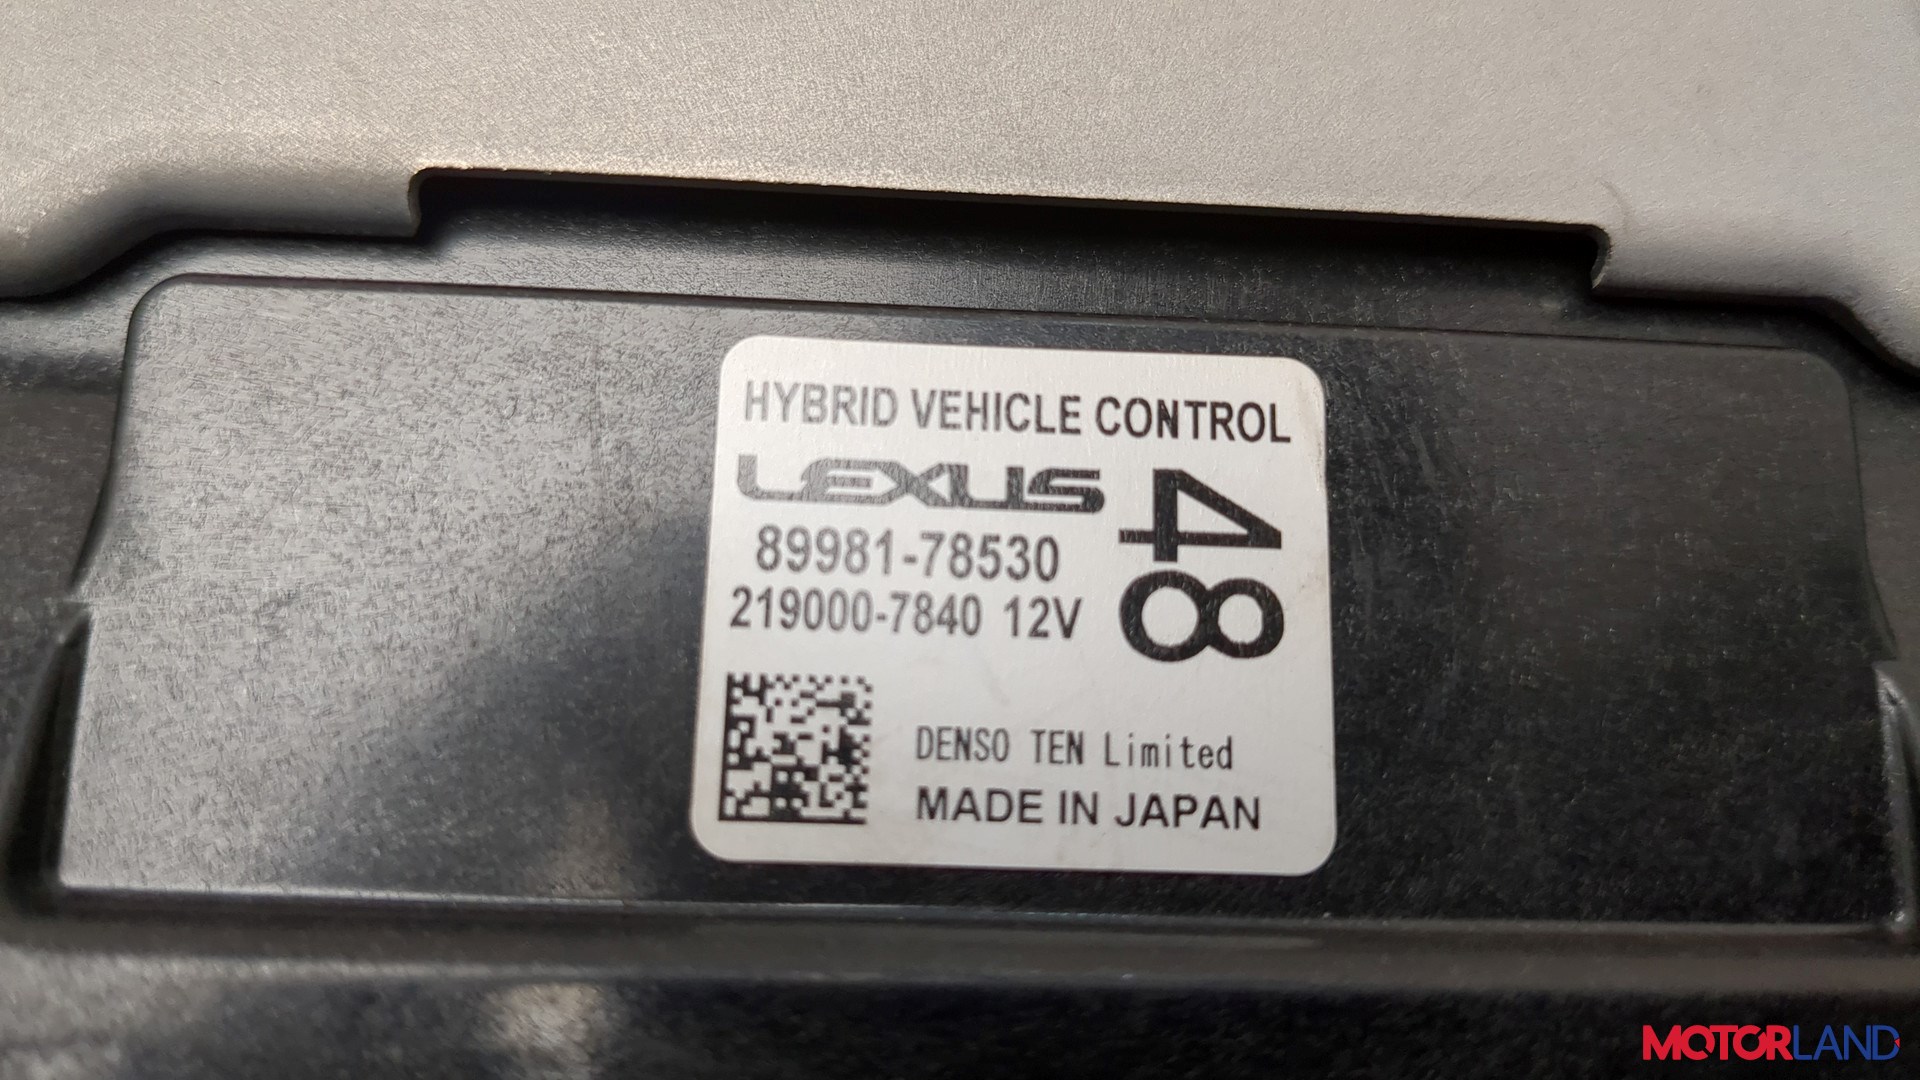 HYBRID VEHICLE CONTROL
LEXUS
89981-78530
219000-7840 12V
48
DENSO TEN Limited
MADE IN JAPAN
MOTORLAND